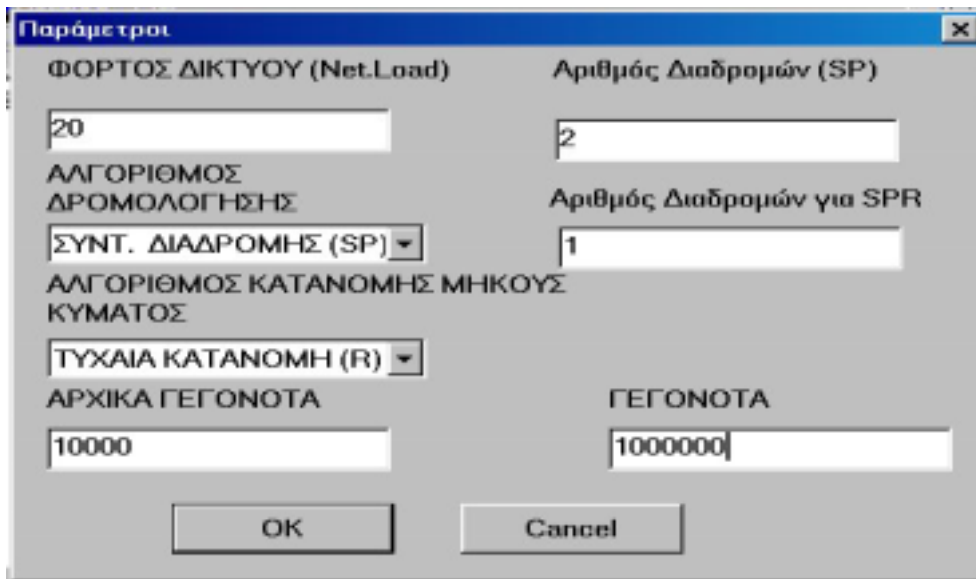 Παράμετροι
ΦΟΡΤΟΣ ΔΙΚΤΥΟΥ (Net.Load)
20
ΑΛΓΟΡΙΘΜΟΣ
ΔΡΟΜΟΛΟΓΗΣΗΣ
ΣΥΝΤ. ΔΙΑΔΡΟΜΗΣ (SP)
Αριθμός Διαδρομών (SP)
2
Αριθμός Διαδρομών για SPR
1
ΑΛΓΟΡΙΘΜΟΣ ΚΑΤΑΝΟΜΗΣ ΜΗΚΟΥΣ
ΚΥΜΑΤΟΣ
ΤΥΧΑΙΑ ΚΑΤΑΝΟΜΗ (R)
ΑΡΧΙΚΑ ΓΕΓΟΝΟΤΑ
10000
ΓΕΓΟΝΟΤΑ
1000000
OK
Cancel